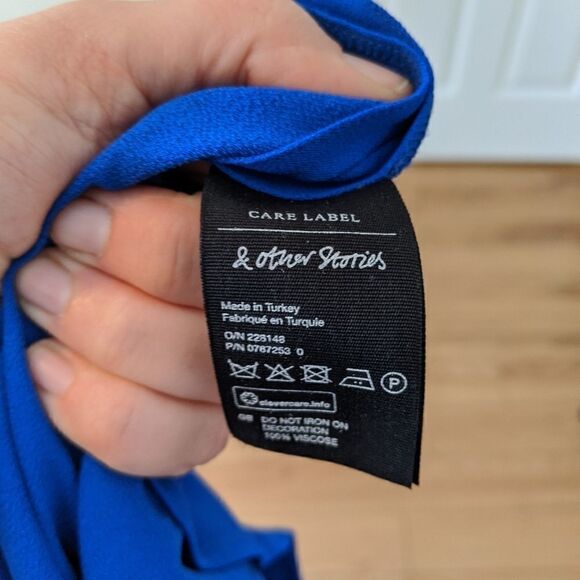 CARE LABEL
& other Stories
Made in Turkey
Fabriqué en Turquie
O/N 228148
P/N 0767253 0
P
clevercare.info
GB DO NOT IRON ON
DECORATION
100% VISCOSE